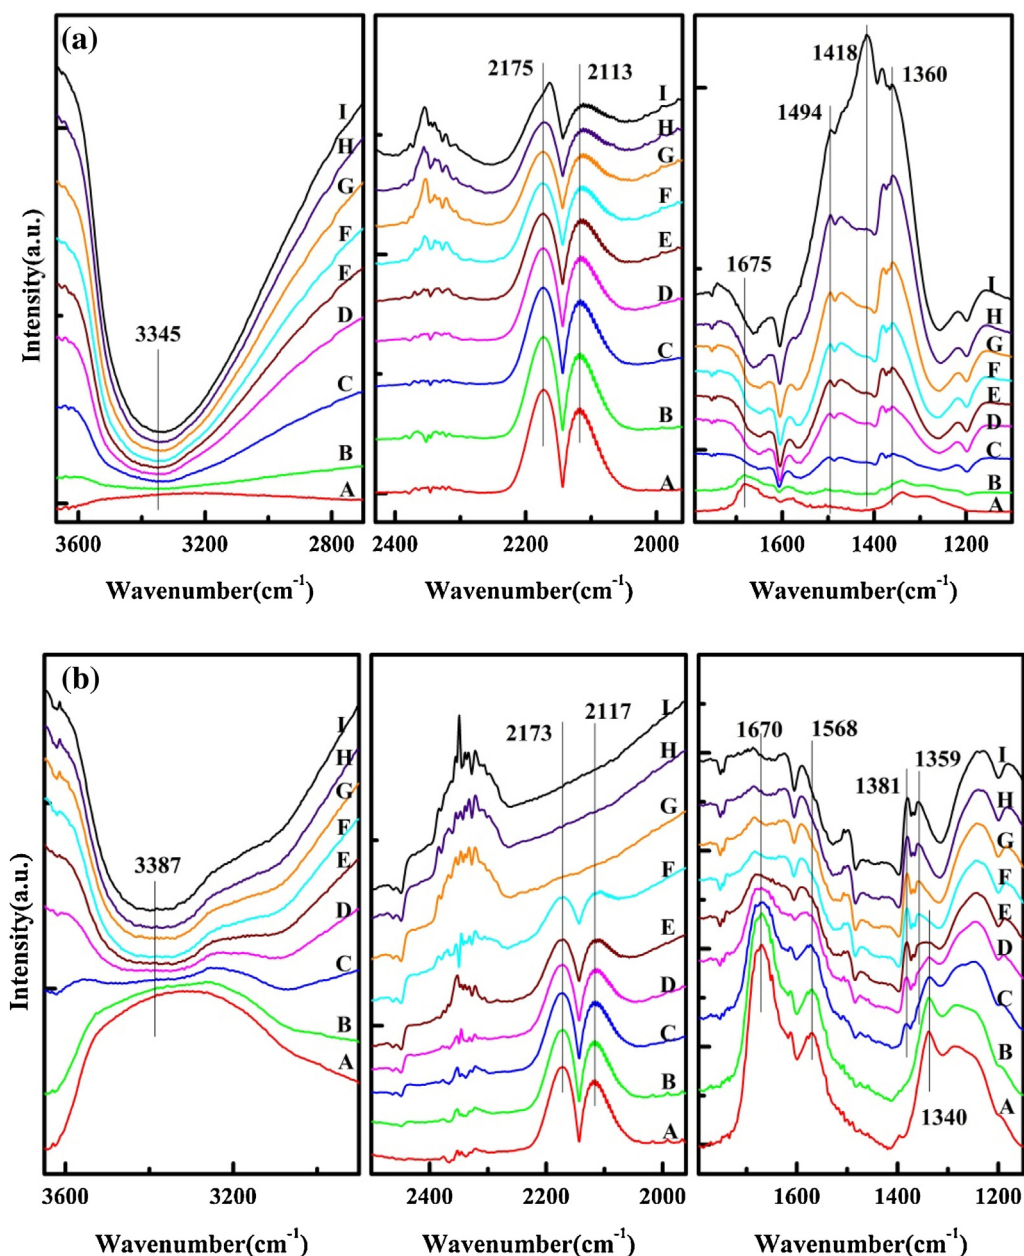 (a)
2175 2113
1418 1360
1494
1675
3345
I H G F E D C B A
I H G F E D C B A
I H G F E D C B A
Intensity(a.u.)
3600 3200 2800
2400 2200 2000
1600 1400 1200
Wavenumber(cm⁻¹) Wavenumber(cm⁻¹) Wavenumber(cm⁻¹)
(b)
2173 2117
1670 1568
1381 1359
3387
1340
I H G F E D C B A
I H G F E D C B A
I H G F E D C B A
Intensity(a.u.)
3600 3200
2400 2200 2000
1600 1400 1200
Wavenumber(cm⁻¹) Wavenumber(cm⁻¹) Wavenumber(cm⁻¹)